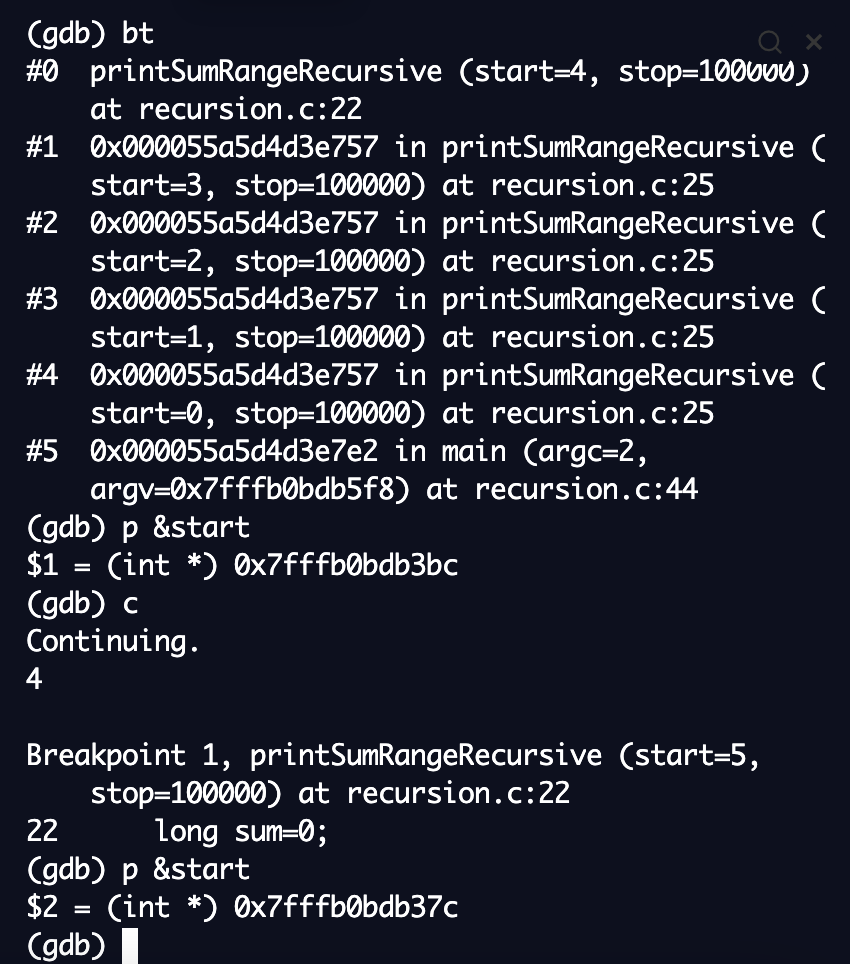 (gdb) bt
#0  printSumRangeRecursive (start=4, stop=100000)
    at recursion.c:22
#1  0x000055a5d4d3e757 in printSumRangeRecursive (
    start=3, stop=100000) at recursion.c:25
#2  0x000055a5d4d3e757 in printSumRangeRecursive (
    start=2, stop=100000) at recursion.c:25
#3  0x000055a5d4d3e757 in printSumRangeRecursive (
    start=1, stop=100000) at recursion.c:25
#4  0x000055a5d4d3e757 in printSumRangeRecursive (
    start=0, stop=100000) at recursion.c:25
#5  0x000055a5d4d3e7e2 in main (argc=2,
    argv=0x7fffb0bdb5f8) at recursion.c:44
(gdb) p &start
$1 = (int *) 0x7fffb0bdb3bc
(gdb) c
Continuing.
4

Breakpoint 1, printSumRangeRecursive (start=5,
    stop=100000) at recursion.c:22
22      long sum=0;
(gdb) p &start
$2 = (int *) 0x7fffb0bdb37c
(gdb)